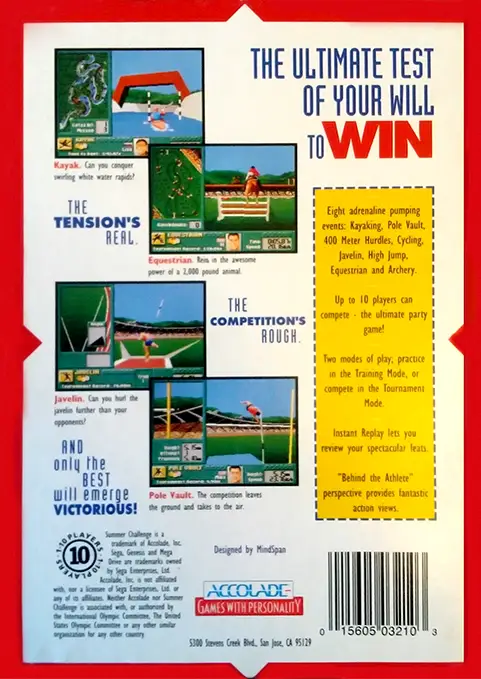 THE ULTIMATE TEST
OF YOUR WILL
TO WIN
Kayak. Can you conquer
swirling white water rapids?
THE
TENSION'S
REAL.
Equestrian. Rein in the awesome
power of a 2,000 pound animal.
THE
COMPETITION'S
ROUGH.
Javelin. Can you hurl the
javelin further than your
opponents!
AND
only the
BEST
will emerge
VICTORIOUS!
Pole Vault. The competition leaves
the ground and takes to the air.
Eight adrenaline pumping
events: Kayaking, Pole Vault,
400 Meter Hurdles, Cycling,
Javelin, High Jump,
Equestrian and Archery.
Up to 10 players can
compete - the ultimate party
game!
Two modes of play; practice
in the Training Mode, or
compete in the Tournament
Mode.
Instant Replay lets you
review your spectacular feats.
"Behind the Athlete"
perspective provides fantastic
action views.
1-10 PLAYERS
10
1-10 PLAYERS
Summer Challenge is a
trademark of Accolade, Inc.
Sega, Genesis and Mega
Drive are trademarks owned
by Sega Enterprises, Ltd.
Accolade, Inc. is not affiliated
with, nor a licensee of Sega Enterprises, Ltd. or
any of its affiliates. Neither Accolade nor Summer
Challenge is associated with, or authorized by
the International Olympic Committee, The United
States Olympic Committee or any other similar
organization for any other country.
Designed by MindSpan
ACCOLADE
GAMES WITH PERSONALITY
5300 Stevens Creek Blvd., San Jose, CA 95129
0 15605 03210 3
JAVELIN
POLE VAULT